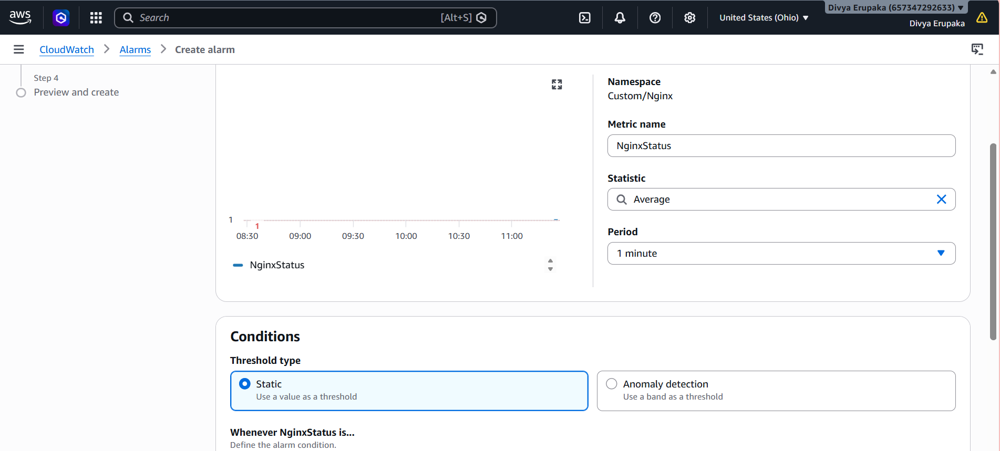 aws
Search
[Alt+S]
United States (Ohio)
Divya Erupaka (657347292633)
Divya Erupaka
CloudWatch
Alarms
Create alarm
Step 4
Preview and create
1
1
08:30
09:00
09:30
10:00
10:30
11:00
NginxStatus
Namespace
Custom/Nginx
Metric name
NginxStatus
Statistic
Average
Period
1 minute
Conditions
Threshold type
Static
Use a value as a threshold
Anomaly detection
Use a band as a threshold
Whenever NginxStatus is...
Define the alarm condition.